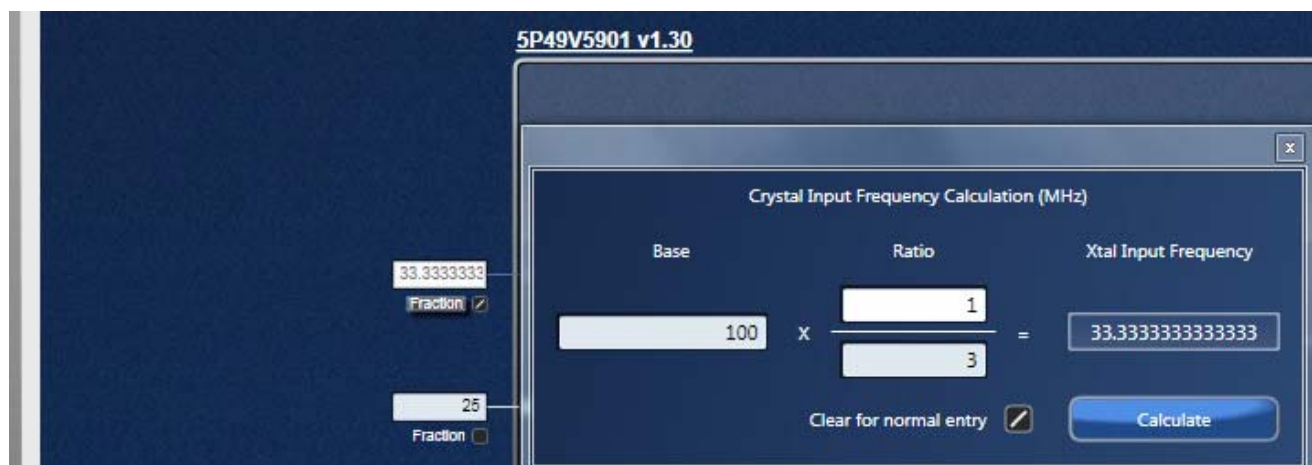 5P49V5901 v1.30
x
Crystal Input Frequency Calculation (MHz)
Base Ratio Xtal Input Frequency
33.3333333
Fraction
1
100 X = 33.3333333333333
3
25
Fraction
Clear for normal entry Calculate